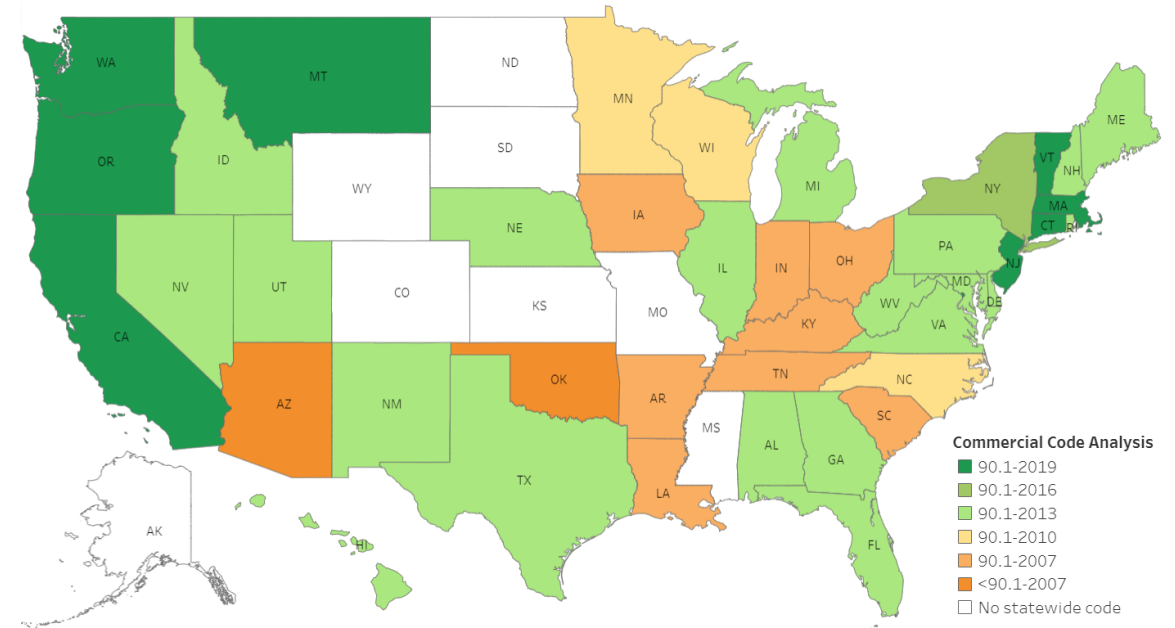 WA
MT
ND
MN
ME
OR
ID
SD
WI
MI
VT
NH
NY
WY
MA
IA
CT
RI
NE
PA
NV
UT
CO
IL
IN
OH
NJ
MD
KS
MO
WV
DE
VA
CA
KY
AZ
NM
OK
AR
TN
NC
MS
SC
AL
GA
TX
LA
AK
HI
FL
Commercial Code Analysis
90.1-2019
90.1-2016
90.1-2013
90.1-2010
90.1-2007
<90.1-2007
No statewide code